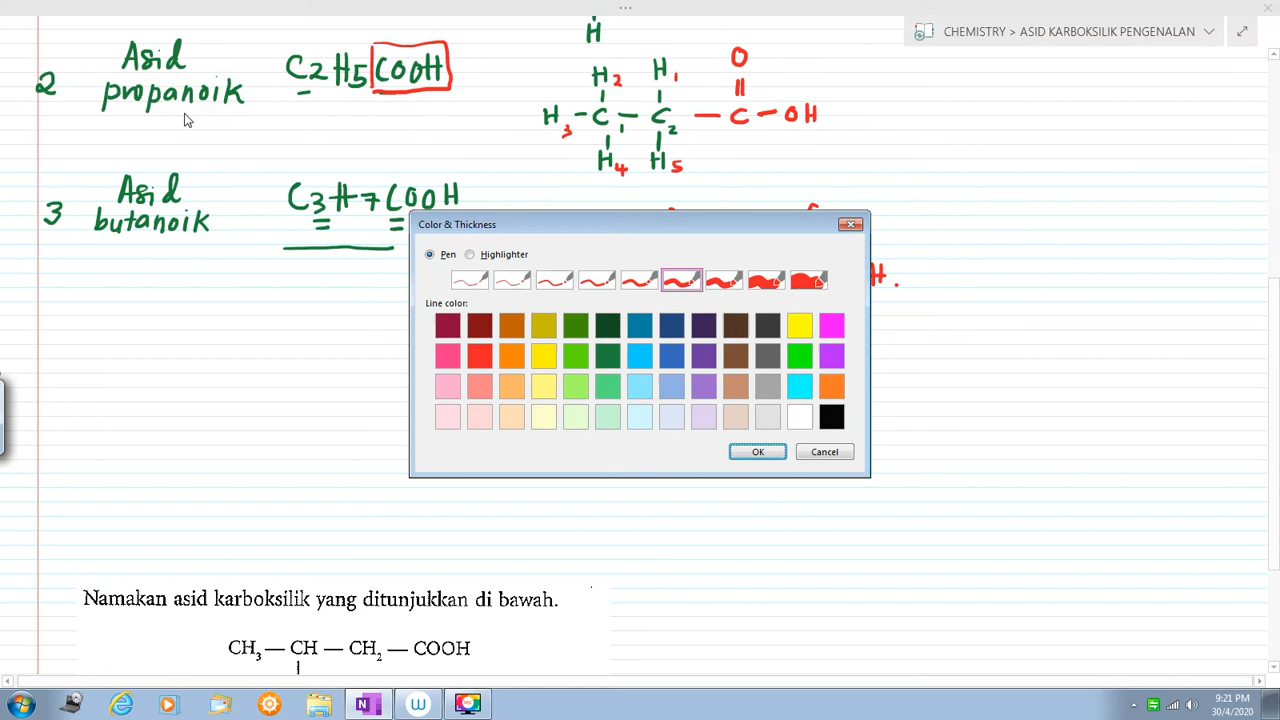 CHEMISTRY > ASID KARBOKSILIK PENGENALAN
H
2 Asid propanoik C2H5COOH
H2 H1 O
H3 - C1 - C2 - C - OH
H4 H5
3 Asid butanoik C3H7COOH
H.
Color & Thickness
Pen Highlighter
Line color:
OK Cancel
Namakan asid karboksilik yang ditunjukkan di bawah.
CH₃ — CH — CH₂ — COOH
9:21 PM
30/4/2020